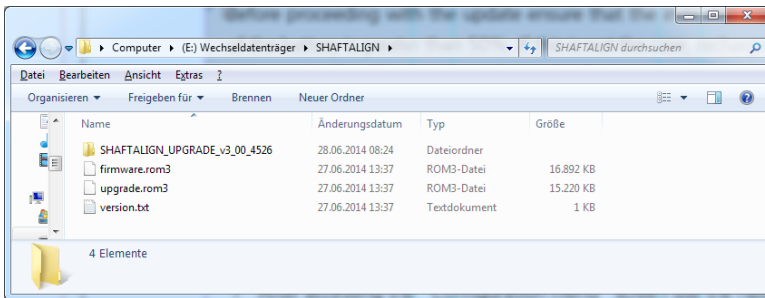 Before proceeding with the update ensure that the
Computer ▸ (E:) Wechseldatenträger ▸ SHAFTALIGN ▸ SHAFTALIGN durchsuchen
Datei Bearbeiten Ansicht Extras ?
Organisieren Freigeben für Brennen Neuer Ordner
Name Änderungsdatum Typ Größe
SHAFTALIGN_UPGRADE_v3_00_4526 28.06.2014 08:24 Dateiordner
firmware.rom3 27.06.2014 13:37 ROM3-Datei 16.892 KB
upgrade.rom3 27.06.2014 13:37 ROM3-Datei 15.220 KB
version.txt 27.06.2014 13:37 Textdokument 1 KB
4 Elemente